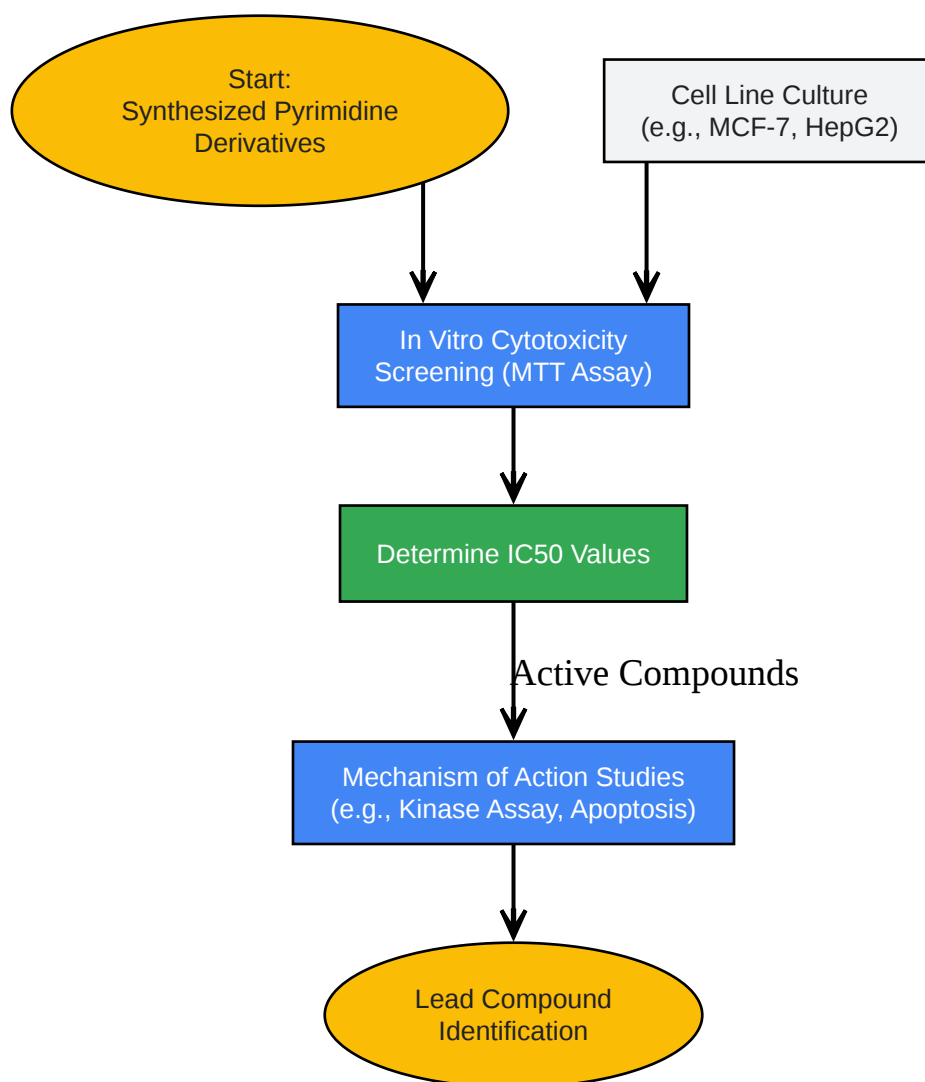 Start:
Synthesized Pyrimidine
Derivatives
Cell Line Culture
(e.g., MCF-7, HepG2)
In Vitro Cytotoxicity
Screening (MTT Assay)
Determine IC50 Values
Active Compounds
Mechanism of Action Studies
(e.g., Kinase Assay, Apoptosis)
Lead Compound
Identification